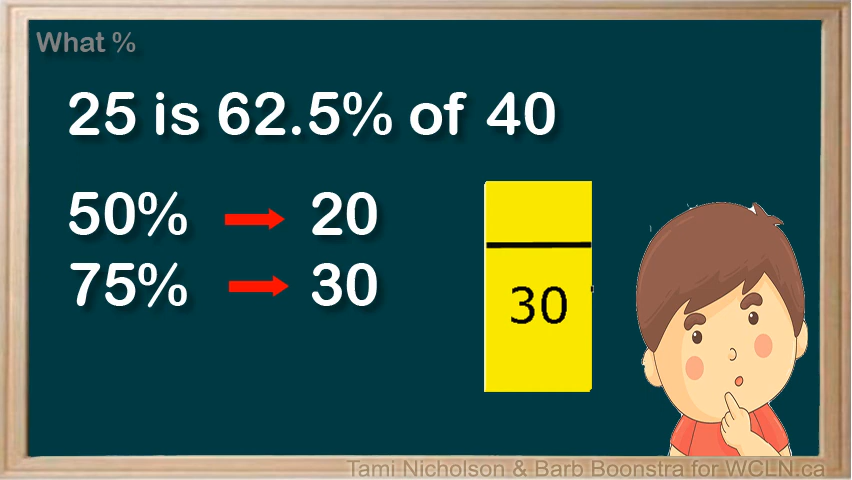 What %
25 is 62.5% of 40
50% 20
75% 30
30
Tami Nicholson & Barb Boonstra for WCLN.ca